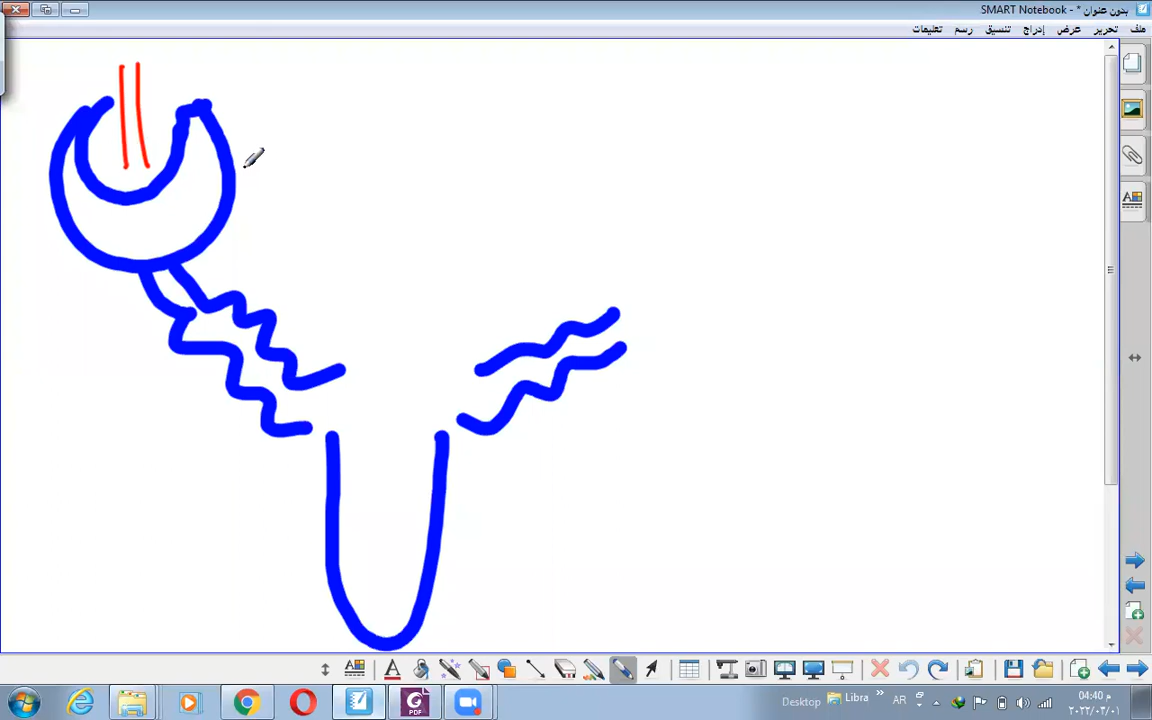 بدون عنوان * - SMART Notebook
ملف تحرير عرض إدراج تنسيق رسم تعليمات
PDF
Desktop
Libra
AR
04:40 م
٢٠٢٢/٠٣/٠١